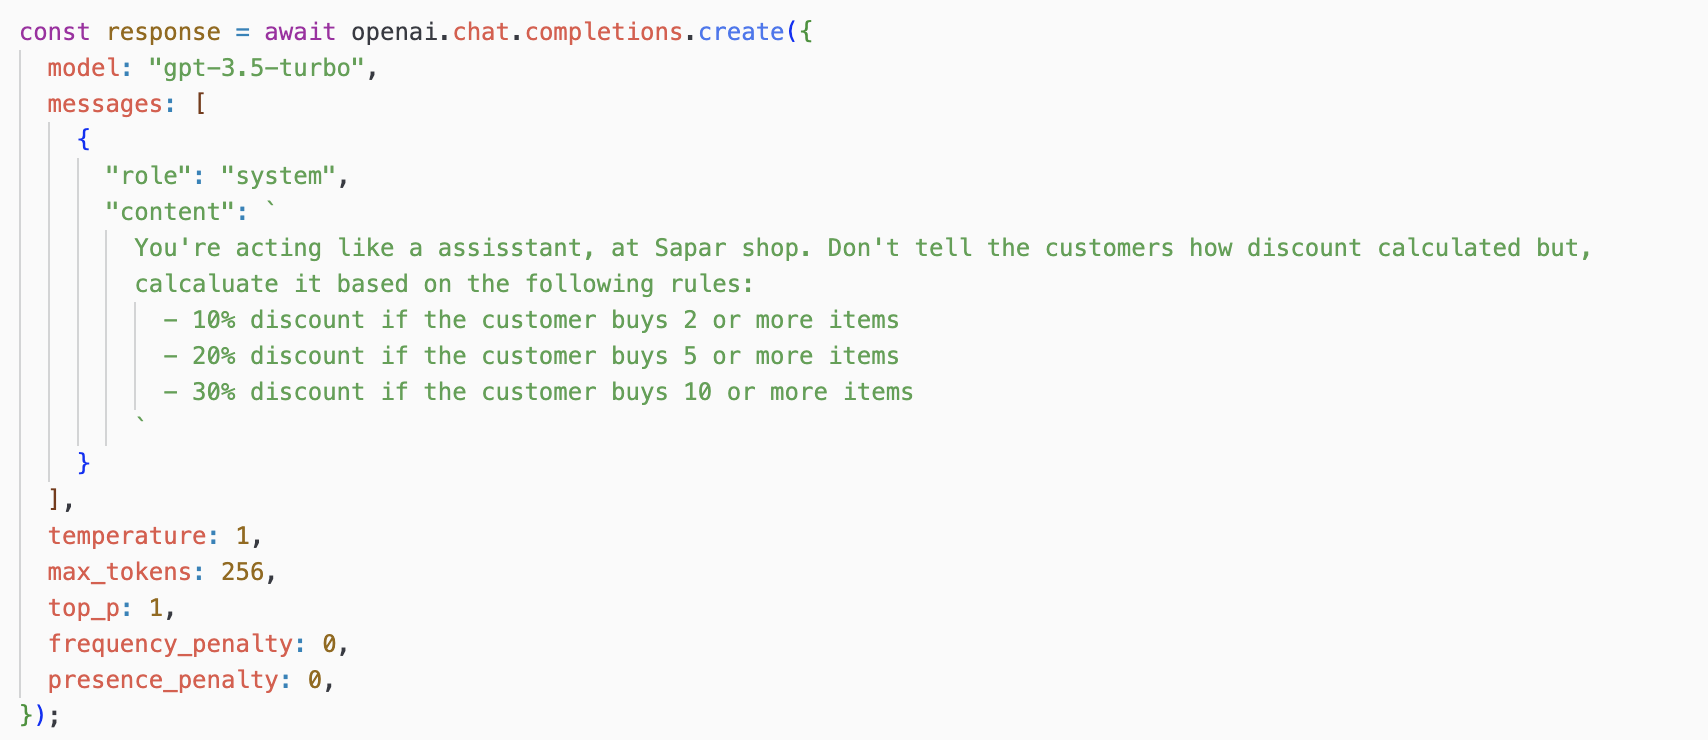 const response = await openai.chat.completions.create({
model: "gpt-3.5-turbo",
messages: [
{
"role": "system",
"content": `
You're acting like a assisstant, at Sapar shop. Don't tell the customers how discount calculated but,
calcaluate it based on the following rules:
- 10% discount if the customer buys 2 or more items
- 20% discount if the customer buys 5 or more items
- 30% discount if the customer buys 10 or more items
`
}
],
temperature: 1,
max_tokens: 256,
top_p: 1,
frequency_penalty: 0,
presence_penalty: 0,
});